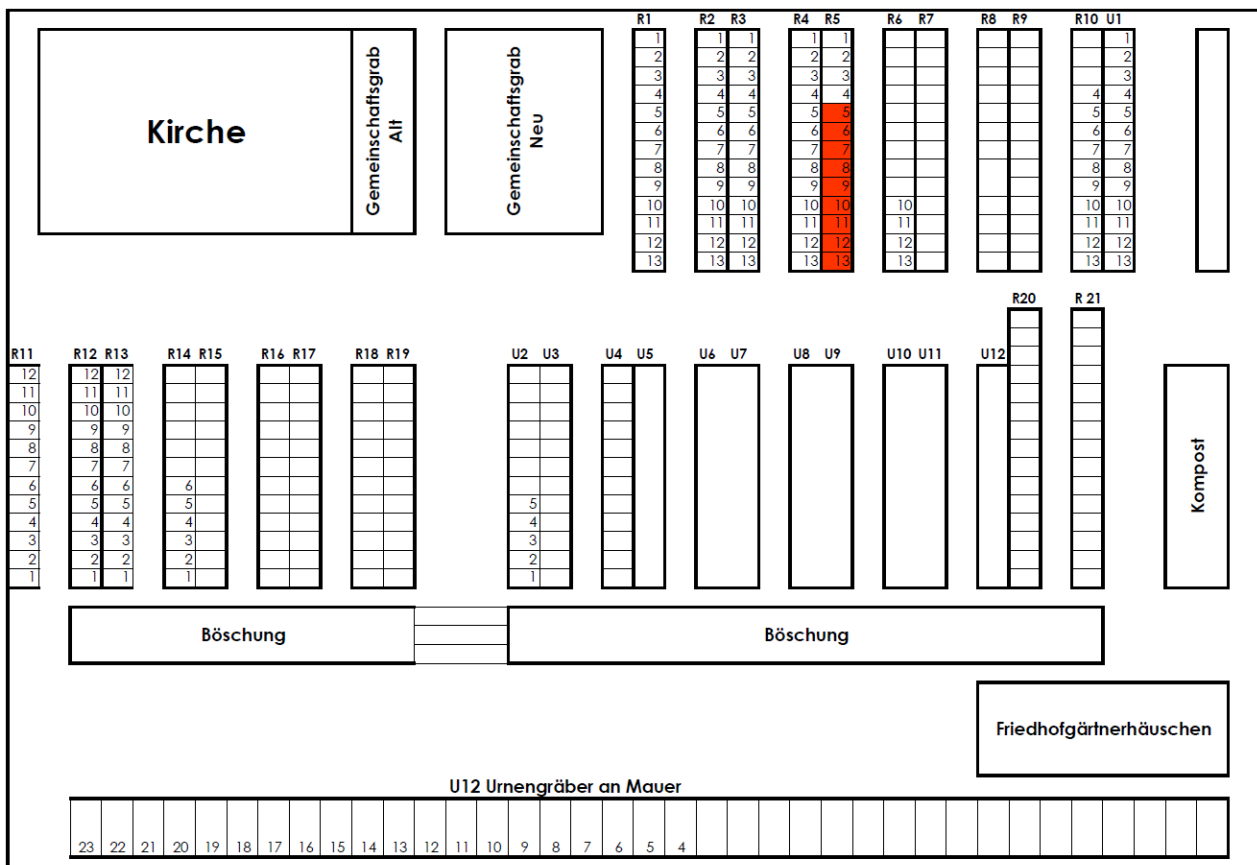 R1 R2 R3 R4 R5 R6 R7 R8 R9 R10 U1
Kirche
Gemeinschaftsgrab
Alt
Gemeinschaftsgrab
Neu
1 1 1 1 1 1
2 2 2 2 2 2
3 3 3 3 3 3
4 4 4 4 4 4 4
5 5 5 5 5 5 5
6 6 6 6 6 6 6
7 7 7 7 7 7 7
8 8 8 8 8 8 8
9 9 9 9 9 9 9
10 10 10 10 10 10 10 10
11 11 11 11 11 11 11 11
12 12 12 12 12 12 12 12
13 13 13 13 13 13 13 13
R20 R 21
R11 R12 R13 R14 R15 R16 R17 R18 R19 U2 U3 U4 U5 U6 U7 U8 U9 U10 U11 U12
12 12 12
11 11 11
10 10 10
9 9 9
8 8 8
7 7 7
6 6 6 6
5 5 5 5 5
4 4 4 4 4
3 3 3 3 3
2 2 2 2 2
1 1 1 1 1
Kompost
Böschung Böschung
Friedhofgärtnerhäuschen
U12 Urnengräber an Mauer
23 22 21 20 19 18 17 16 15 14 13 12 11 10 9 8 7 6 5 4